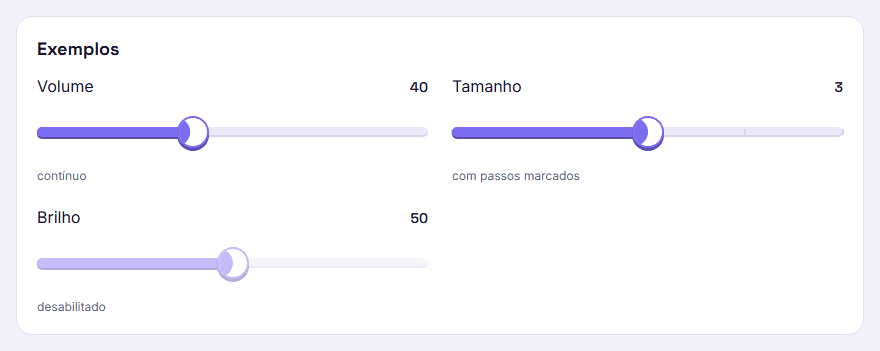 Exemplos
Volume 40
contínuo
Tamanho 3
com passos marcados
Brilho 50
desabilitado